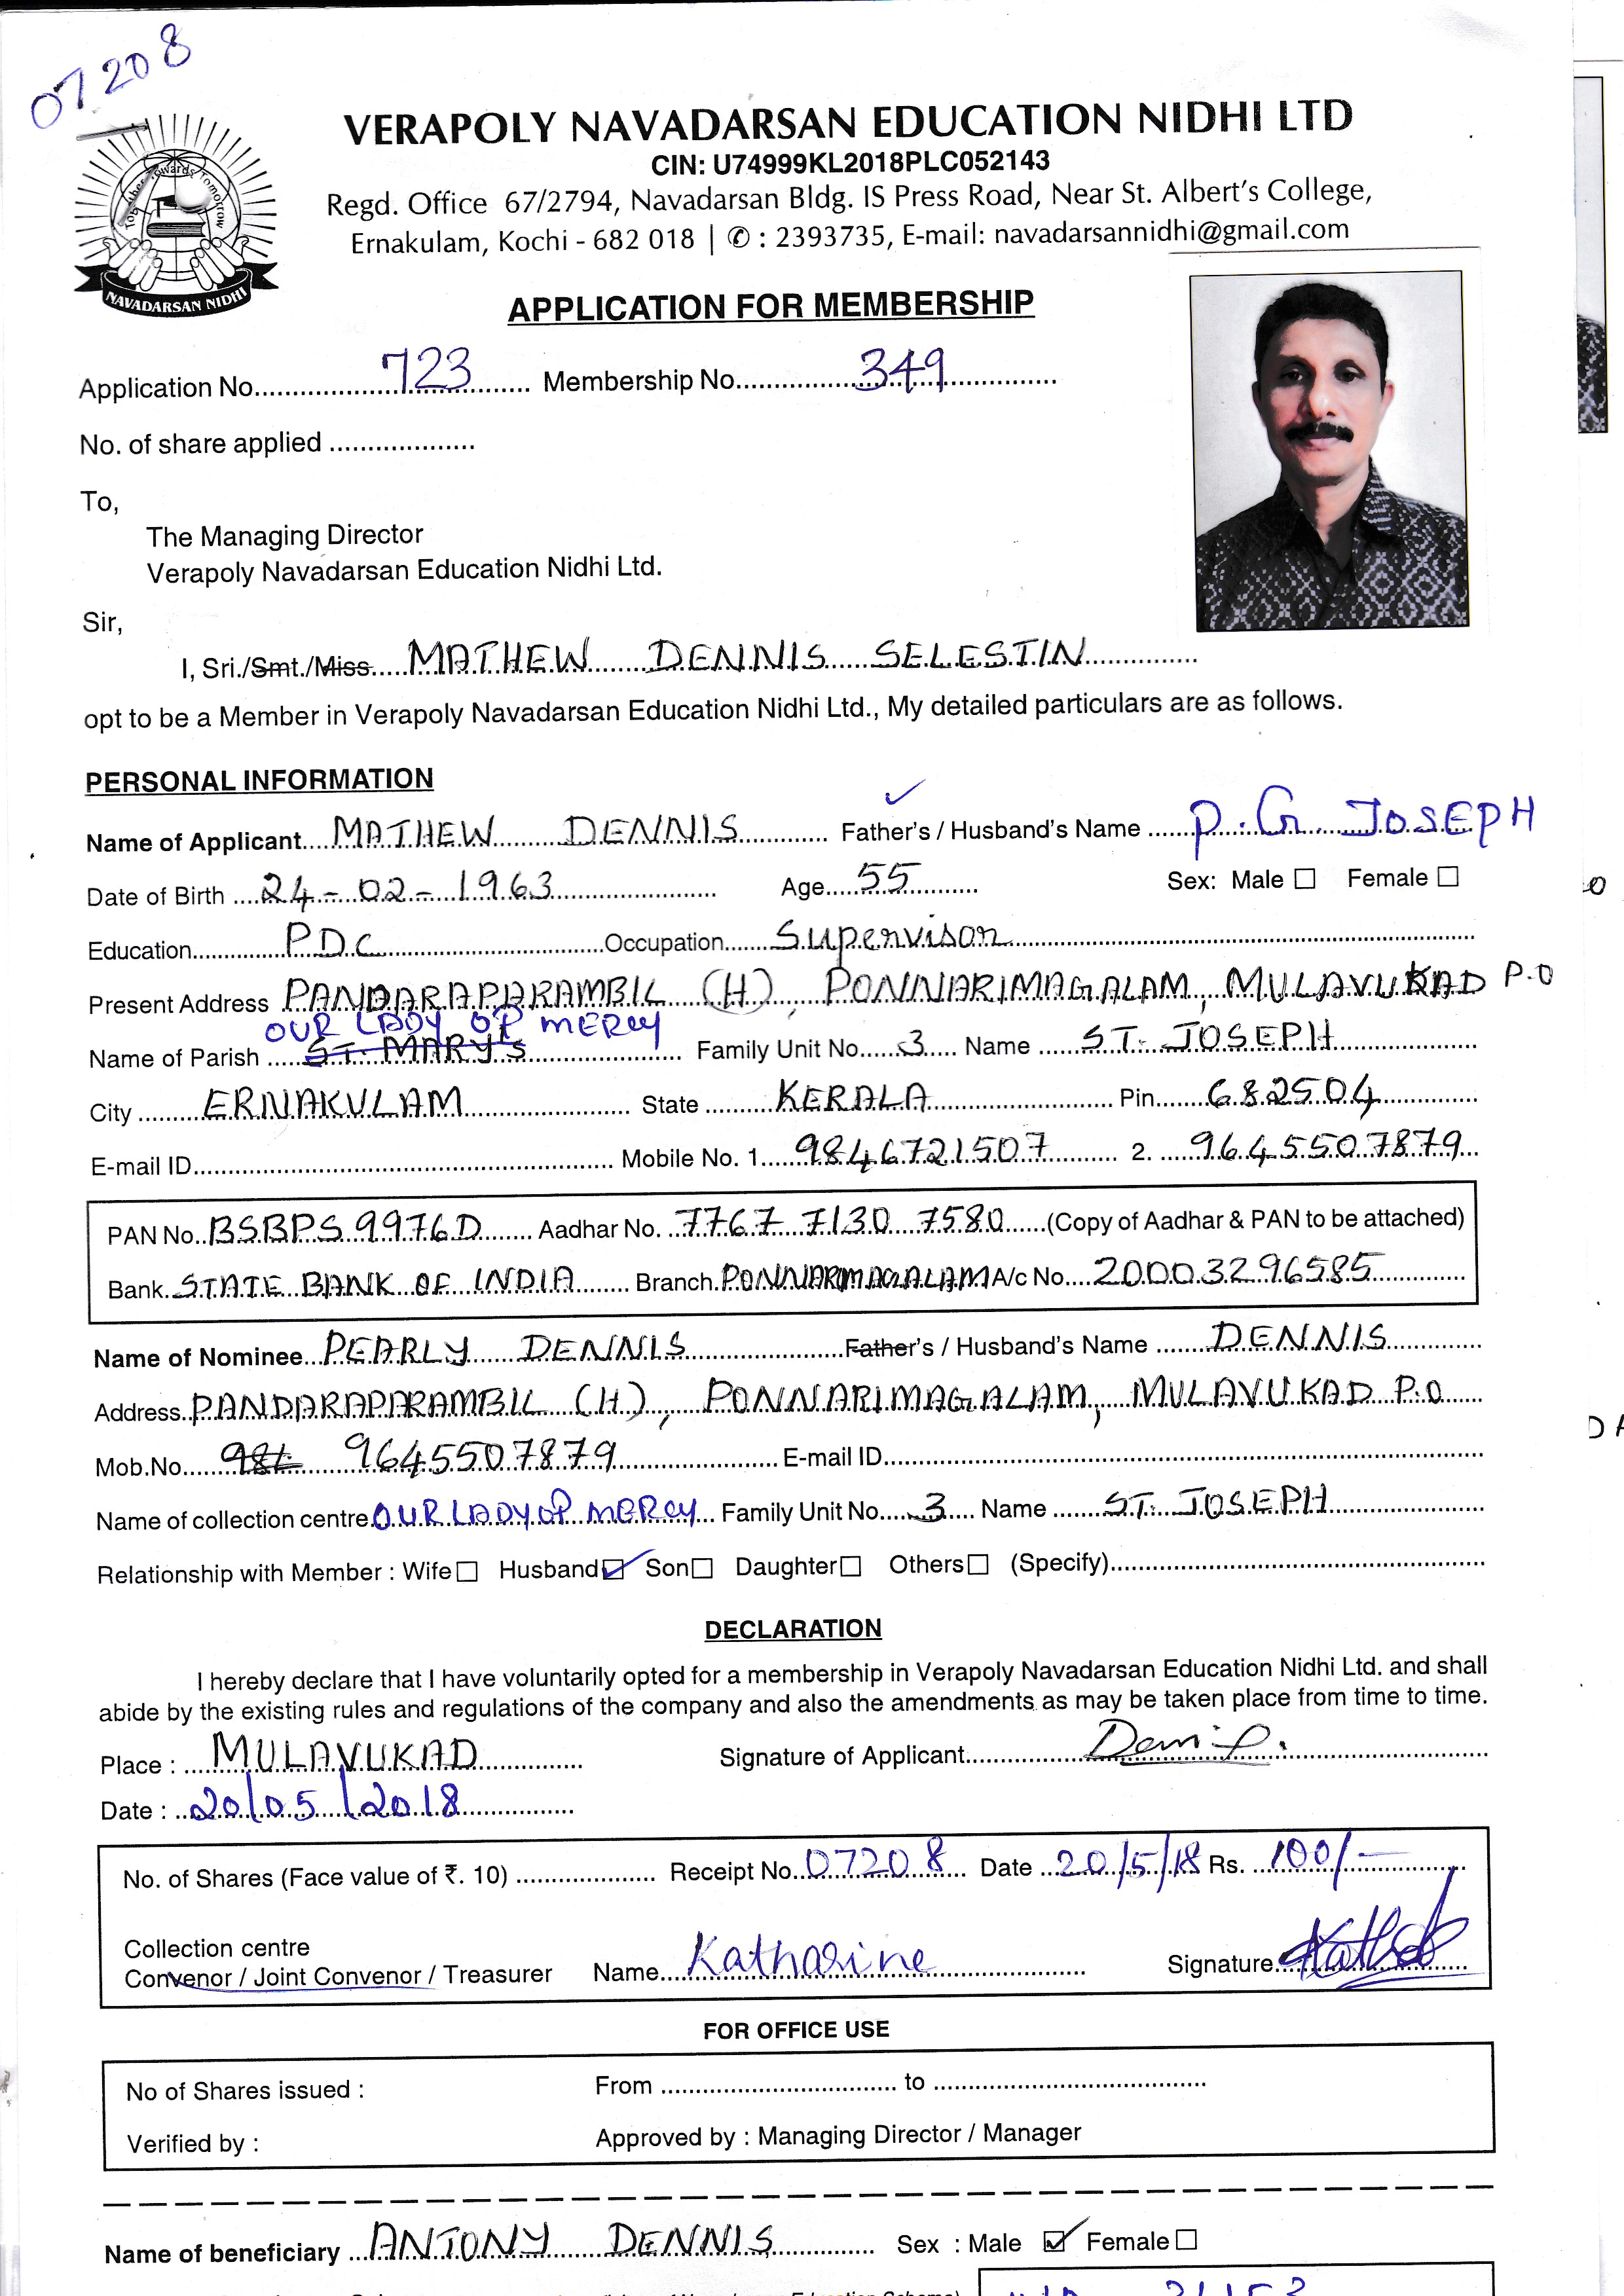 07208
Together Towards Tomorrow
NAVADARSAN NIDHI
VERAPOLY NAVADARSAN EDUCATION NIDHI LTD
CIN: U74999KL2018PLC052143
Regd. Office 67/2794, Navadarsan Bldg. IS Press Road, Near St. Albert's College,
Ernakulam, Kochi - 682 018 | ✆ : 2393735, E-mail: navadarsannidhi@gmail.com
APPLICATION FOR MEMBERSHIP
Application No. 723 Membership No. 349
No. of share applied
To,
The Managing Director
Verapoly Navadarsan Education Nidhi Ltd.
Sir,
I, Sri./Smt./Miss. MATHEW DENNIS SELESTIN
opt to be a Member in Verapoly Navadarsan Education Nidhi Ltd., My detailed particulars are as follows.
PERSONAL INFORMATION
Name of Applicant MATHEW DENNIS Father's / Husband's Name P.G. JOSEPH
Date of Birth 24-02-1963 Age 55 Sex: Male ☐ Female ☐
Education PDC Occupation Supervisor
Present Address PANDARAPARAMBIL (H), PONNARIMAGALAM, MULAVUKAD P.O
OUR LADY OF MERCY
Name of Parish ST. MARY'S Family Unit No. 3 Name ST. JOSEPH
City ERNAKULAM State KERALA Pin 682504
E-mail ID Mobile No. 1 9846721507 2. 9645507879
PAN No. BSBPS9976D Aadhar No. 7767 7130 7580 (Copy of Aadhar & PAN to be attached)
Bank STATE BANK OF INDIA Branch PONNARIMAGALAM A/c No. 20003296585
Name of Nominee PEARLY DENNIS Father's / Husband's Name DENNIS
Address PANDARAPARAMBIL (H), PONNARIMAGALAM, MULAVUKAD P.O
Mob.No. 98 9645507879 E-mail ID
Name of collection centre OUR LADY OF MERCY Family Unit No. 3 Name ST. JOSEPH
Relationship with Member : Wife ☐ Husband ☑ Son ☐ Daughter ☐ Others ☐ (Specify)
DECLARATION
I hereby declare that I have voluntarily opted for a membership in Verapoly Navadarsan Education Nidhi Ltd. and shall
abide by the existing rules and regulations of the company and also the amendments as may be taken place from time to time.
Place : MULAVUKAD Signature of Applicant
Date : 20/05/2018
No. of Shares (Face value of ₹. 10) Receipt No. 07208 Date 20/5/18 Rs. 100/-
Collection centre
Convenor / Joint Convenor / Treasurer Name Katharine Signature
FOR OFFICE USE
No of Shares issued : From to
Verified by : Approved by : Managing Director / Manager
Name of beneficiary ANTONY DENNIS Sex : Male ☑ Female ☐